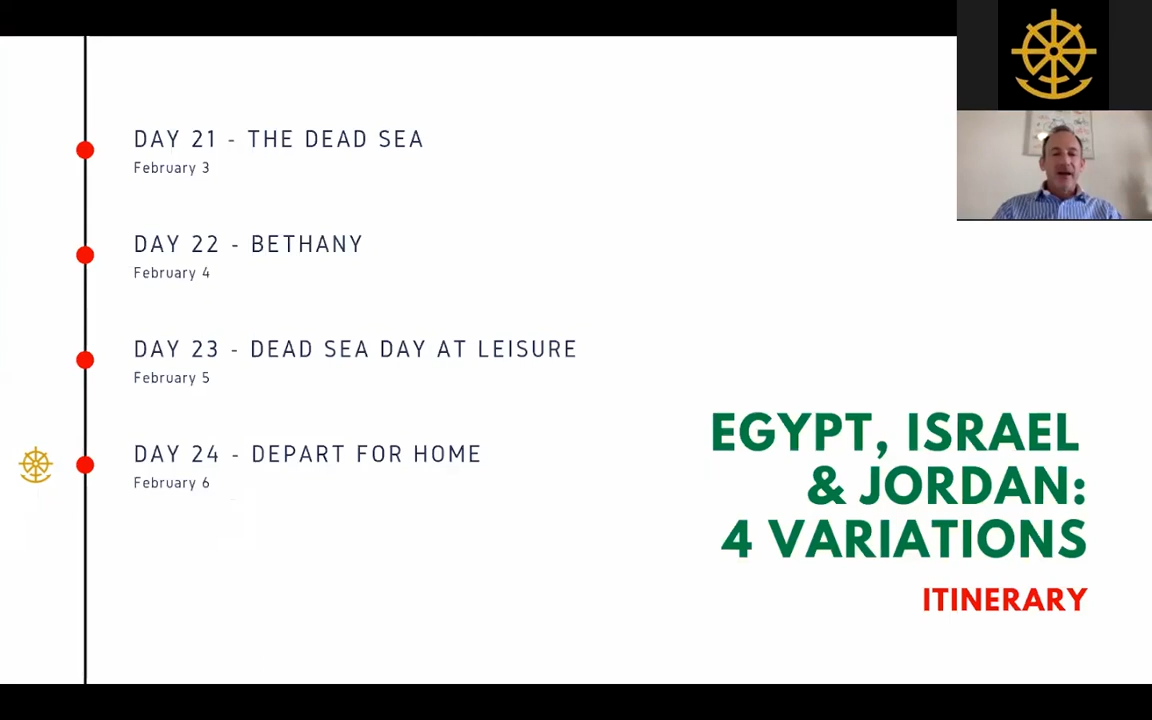 DAY 21 - THE DEAD SEA
February 3
DAY 22 - BETHANY
February 4
DAY 23 - DEAD SEA DAY AT LEISURE
February 5
DAY 24 - DEPART FOR HOME
February 6
EGYPT, ISRAEL
& JORDAN:
4 VARIATIONS
ITINERARY